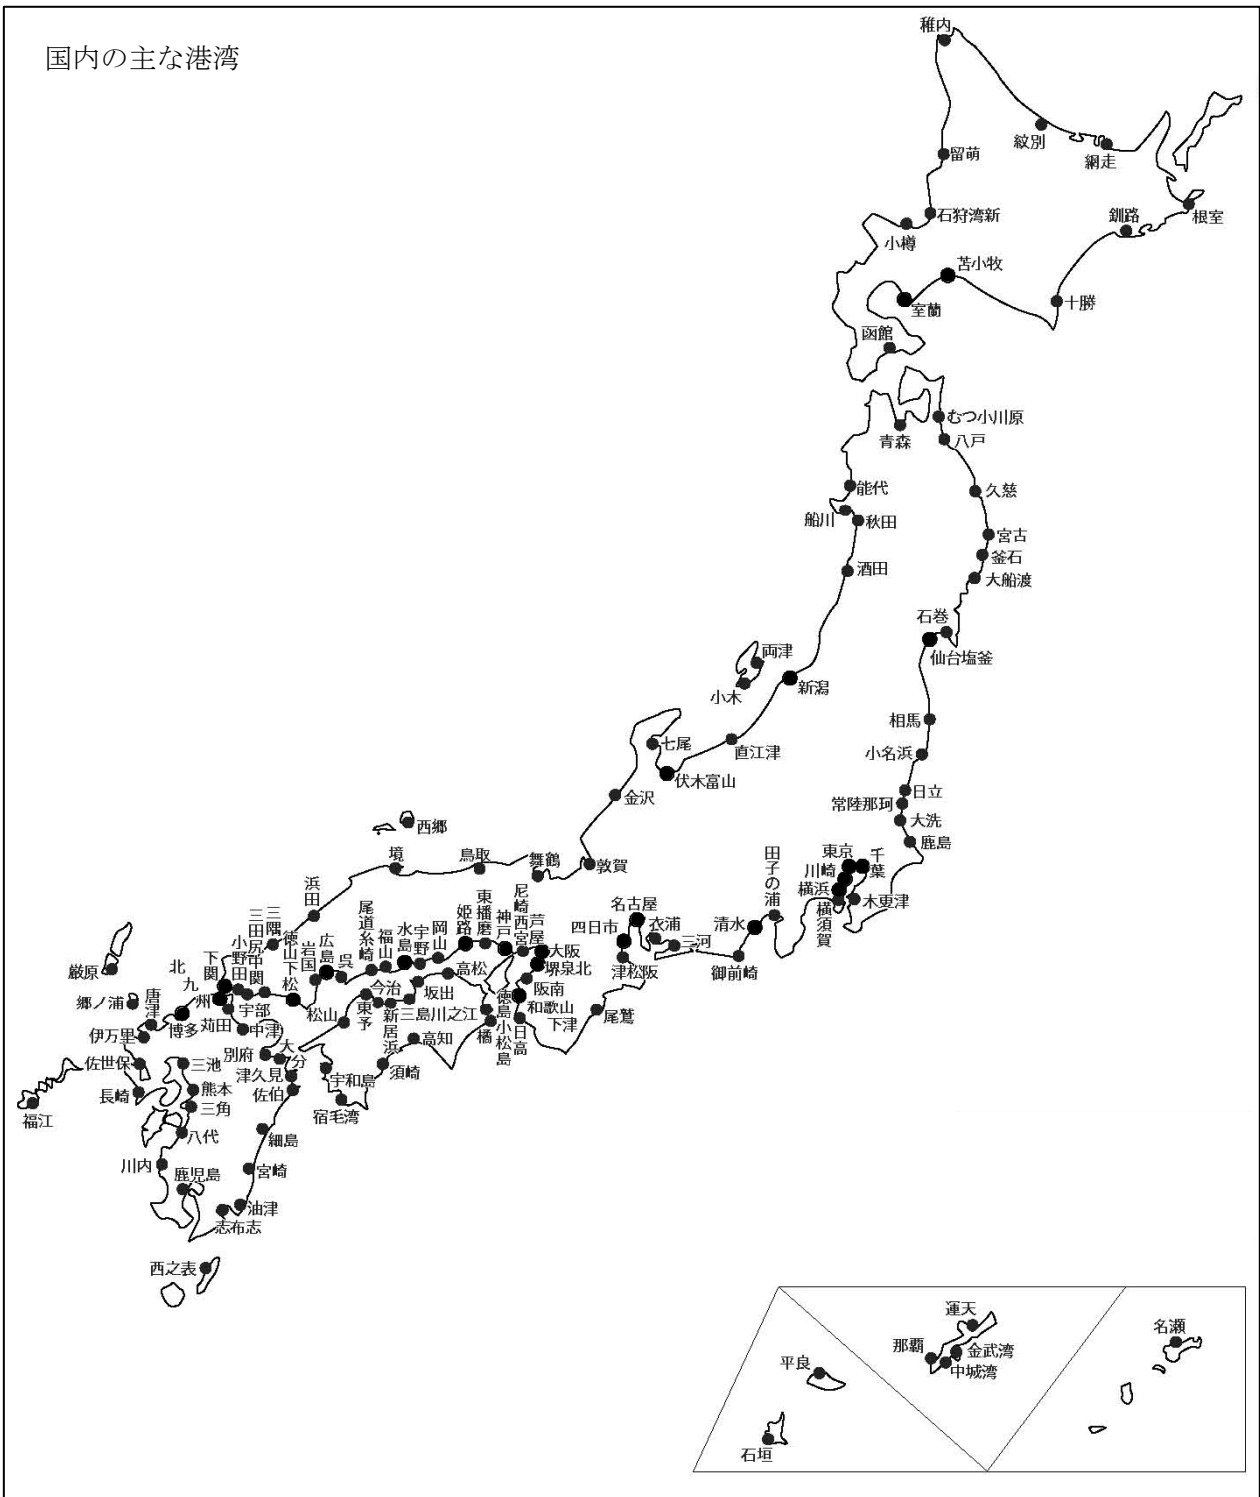 国内の主な港湾
稚内
紋別
網走
留萌
根室
石狩湾新
釧路
小樽
苫小牧
十勝
室蘭
函館
むつ小川原
青森
八戸
能代
久慈
船川
秋田
宮古
釜石
酒田
大船渡
石巻
仙台塩釜
両津
小木
新潟
相馬
七尾
直江津
小名浜
伏木富山
日立
金沢
常陸那珂
大洗
西郷
鹿島
境
鳥取
舞鶴
敦賀
東京
千葉
川崎
横浜
木更津
横須賀
田子の浦
清水
御前崎
三河
衣浦
名古屋
四日市
津松阪
尾鷲
浜田
三隅
三田尻中関
小野田
下関
北九州
徳山下松
岩国
広島
呉
尾道糸崎
福山
水島
宇野
岡山
姫路
東播磨
神戸
尼崎西宮芦屋
大阪
堺泉北
阪南
和歌山下津
日高
高松
坂出
今治
東予
新居浜
三島川之江
松山
徳島小松島
橘
高知
須崎
宇和島
宿毛湾
厳原
郷ノ浦
唐津
博多
苅田
宇部
中津
伊万里
別府
大分
佐世保
三池
津久見
長崎
熊本
佐伯
三角
福江
八代
細島
川内
鹿児島
宮崎
油津
志布志
西之表
運天
那覇
金武湾
中城湾
名瀬
平良
石垣